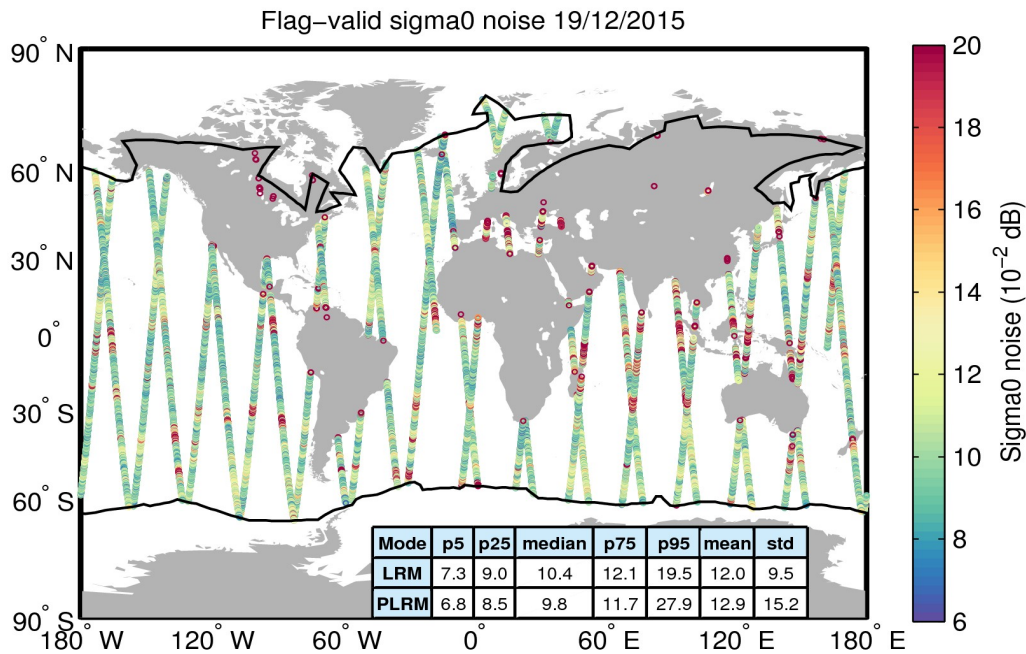 Flag−valid sigma0 noise 19/12/2015
90° N
60° N
30° N
0°
30° S
60° S
90° S
180° W
120° W
60° W
0°
60° E
120° E
180° E
Mode p5 p25 median p75 p95 mean std
LRM 7.3 9.0 10.4 12.1 19.5 12.0 9.5
PLRM 6.8 8.5 9.8 11.7 27.9 12.9 15.2
20
18
16
14
12
10
8
6
Sigma0 noise (10⁻² dB)